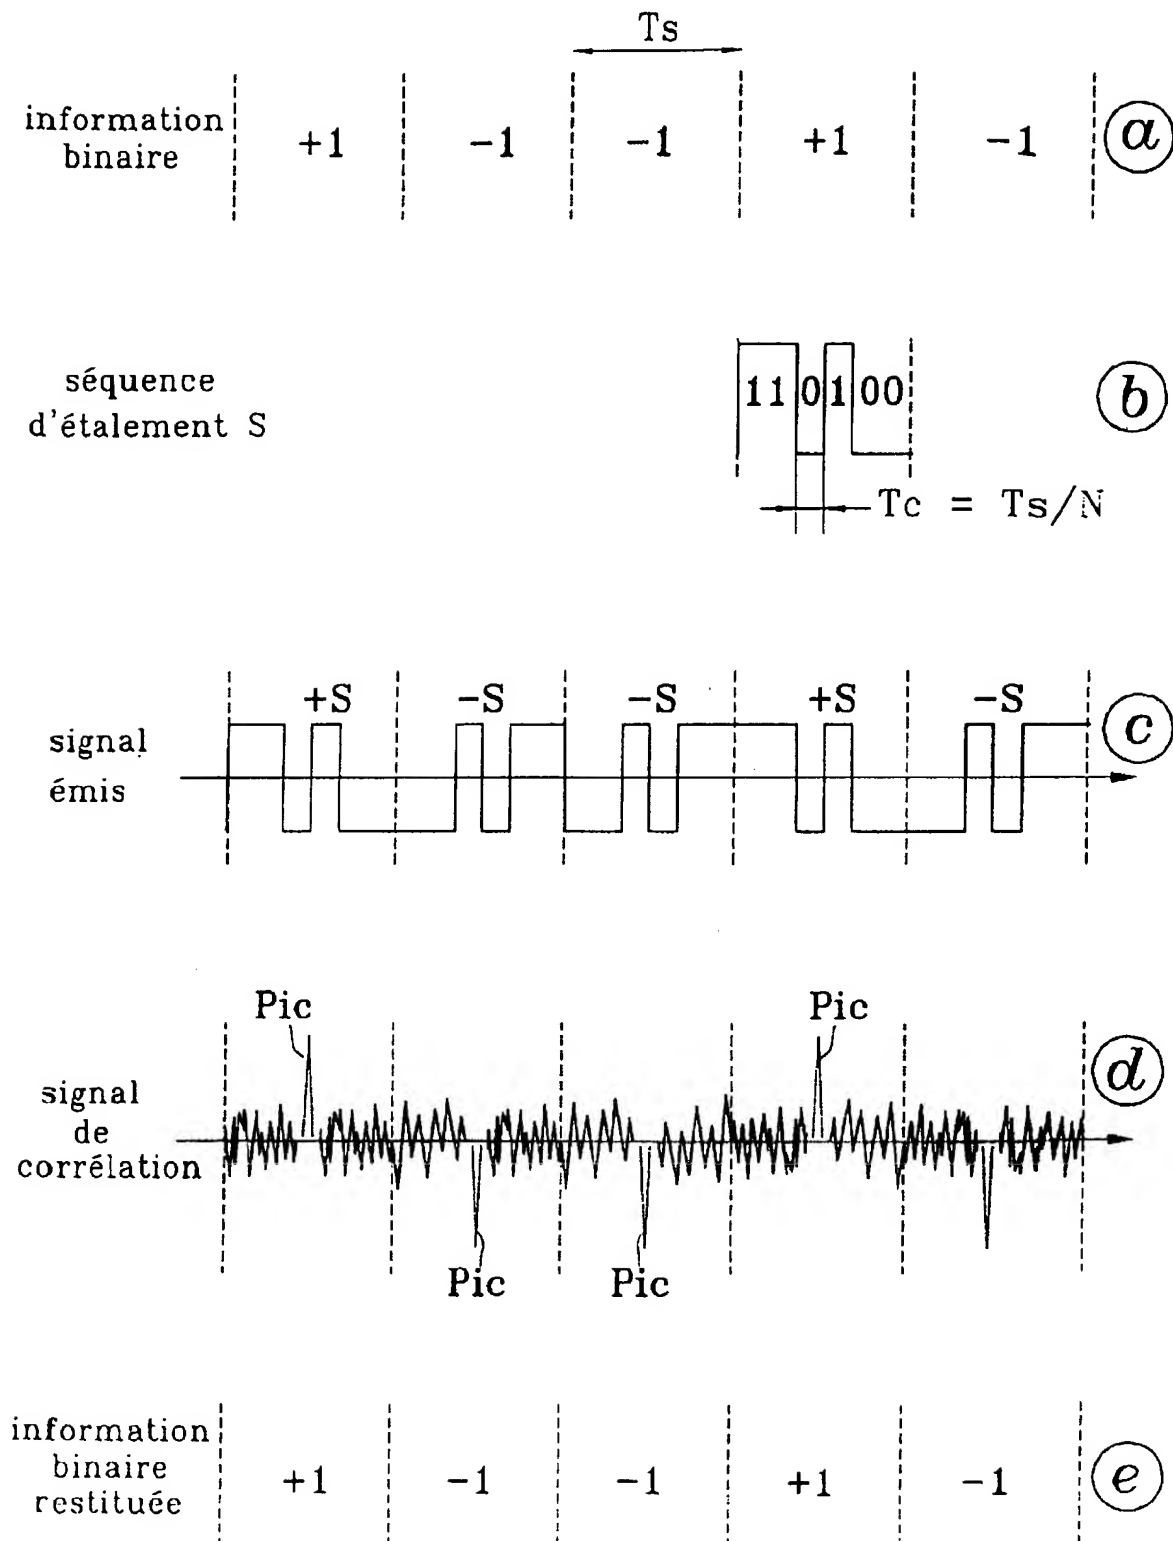 Ts
information
binaire
+1 -1 -1 +1 -1
a
séquence
d'étalement S
11 0 1 00
b
Tc = Ts/N
+S -S -S +S -S
signal
émis
c
Pic Pic
signal
de
corrélation
d
Pic Pic
information
binaire
restituée
+1 -1 -1 +1 -1
e